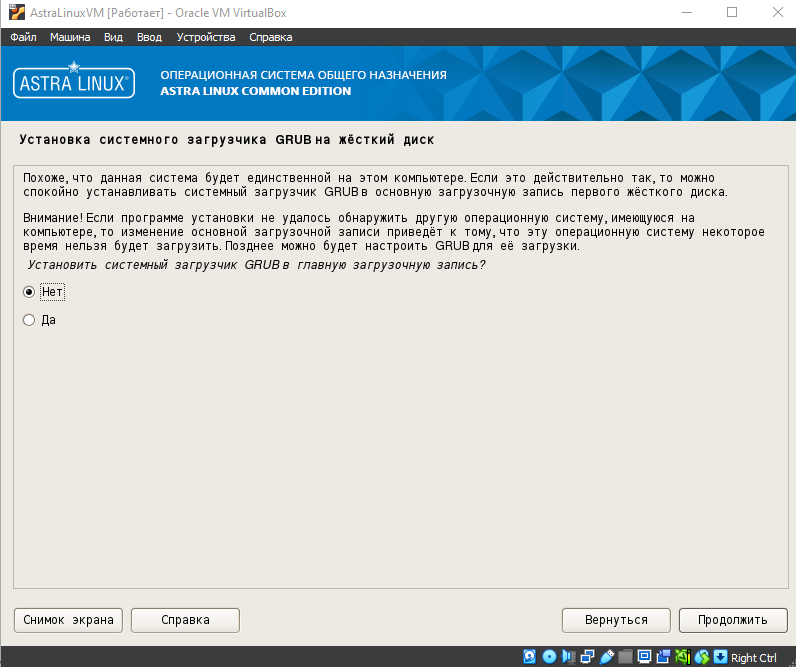 AstraLinuxVM [Работает] - Oracle VM VirtualBox
Файл Машина Вид Ввод Устройства Справка
ASTRA LINUX®
ОПЕРАЦИОННАЯ СИСТЕМА ОБЩЕГО НАЗНАЧЕНИЯ
ASTRA LINUX COMMON EDITION
Установка системного загрузчика GRUB на жёсткий диск
Похоже, что данная система будет единственной на этом компьютере. Если это действительно так, то можно
спокойно устанавливать системный загрузчик GRUB в основную загрузочную запись первого жёсткого диска.
Внимание! Если программе установки не удалось обнаружить другую операционную систему, имеющуюся на
компьютере, то изменение основной загрузочной записи приведёт к тому, что эту операционную систему некоторое
время нельзя будет загрузить. Позднее можно будет настроить GRUB для её загрузки.
Установить системный загрузчик GRUB в главную загрузочную запись?
Нет
Да
Снимок экрана Справка Вернуться Продолжить
Right Ctrl